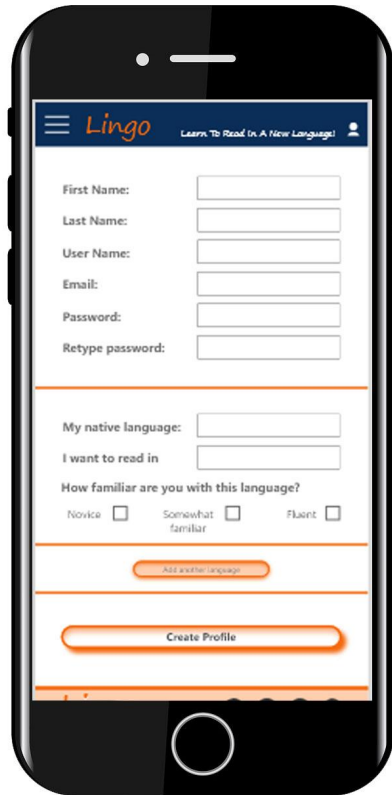 Lingo Learn To Read In A New Language!
First Name:
Last Name:
User Name:
Email:
Password:
Retype password:
My native language:
I want to read in
How familiar are you with this language?
Novice Somewhat familiar Fluent
Add another language
Create Profile